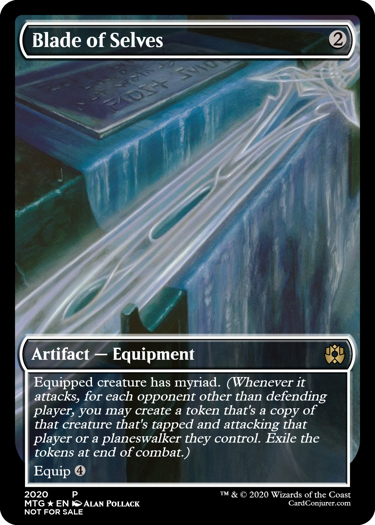 Blade of Selves 2
Artifact — Equipment
Equipped creature has myriad. (Whenever it
attacks, for each opponent other than defending
player, you may create a token that's a copy of
that creature that's tapped and attacking that
player or a planeswalker they control. Exile the
tokens at end of combat.)
Equip 4
2020 P
MTG ★ EN Alan Pollack
NOT FOR SALE
™ & © 2020 Wizards of the Coast
CardConjurer.com